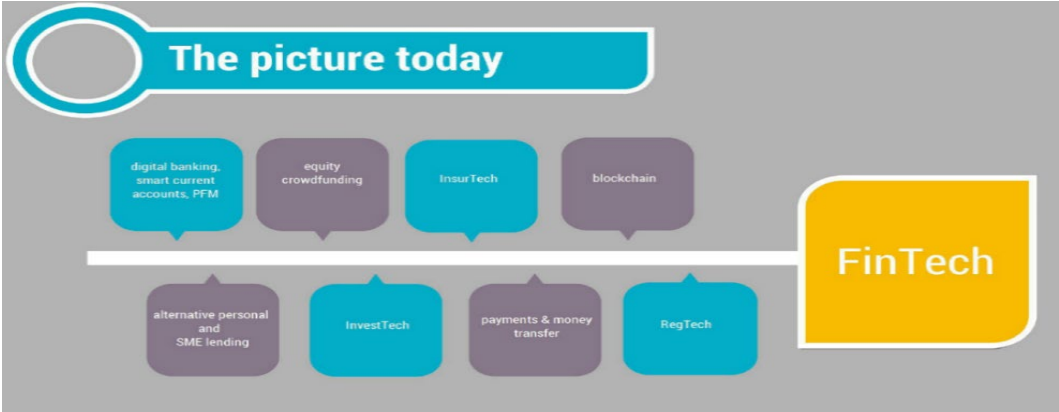 The picture today
digital banking,
smart current
accounts, PFM
equity
crowdfunding
InsurTech
blockchain
FinTech
alternative personal
and
SME lending
InvestTech
payments & money
transfer
RegTech